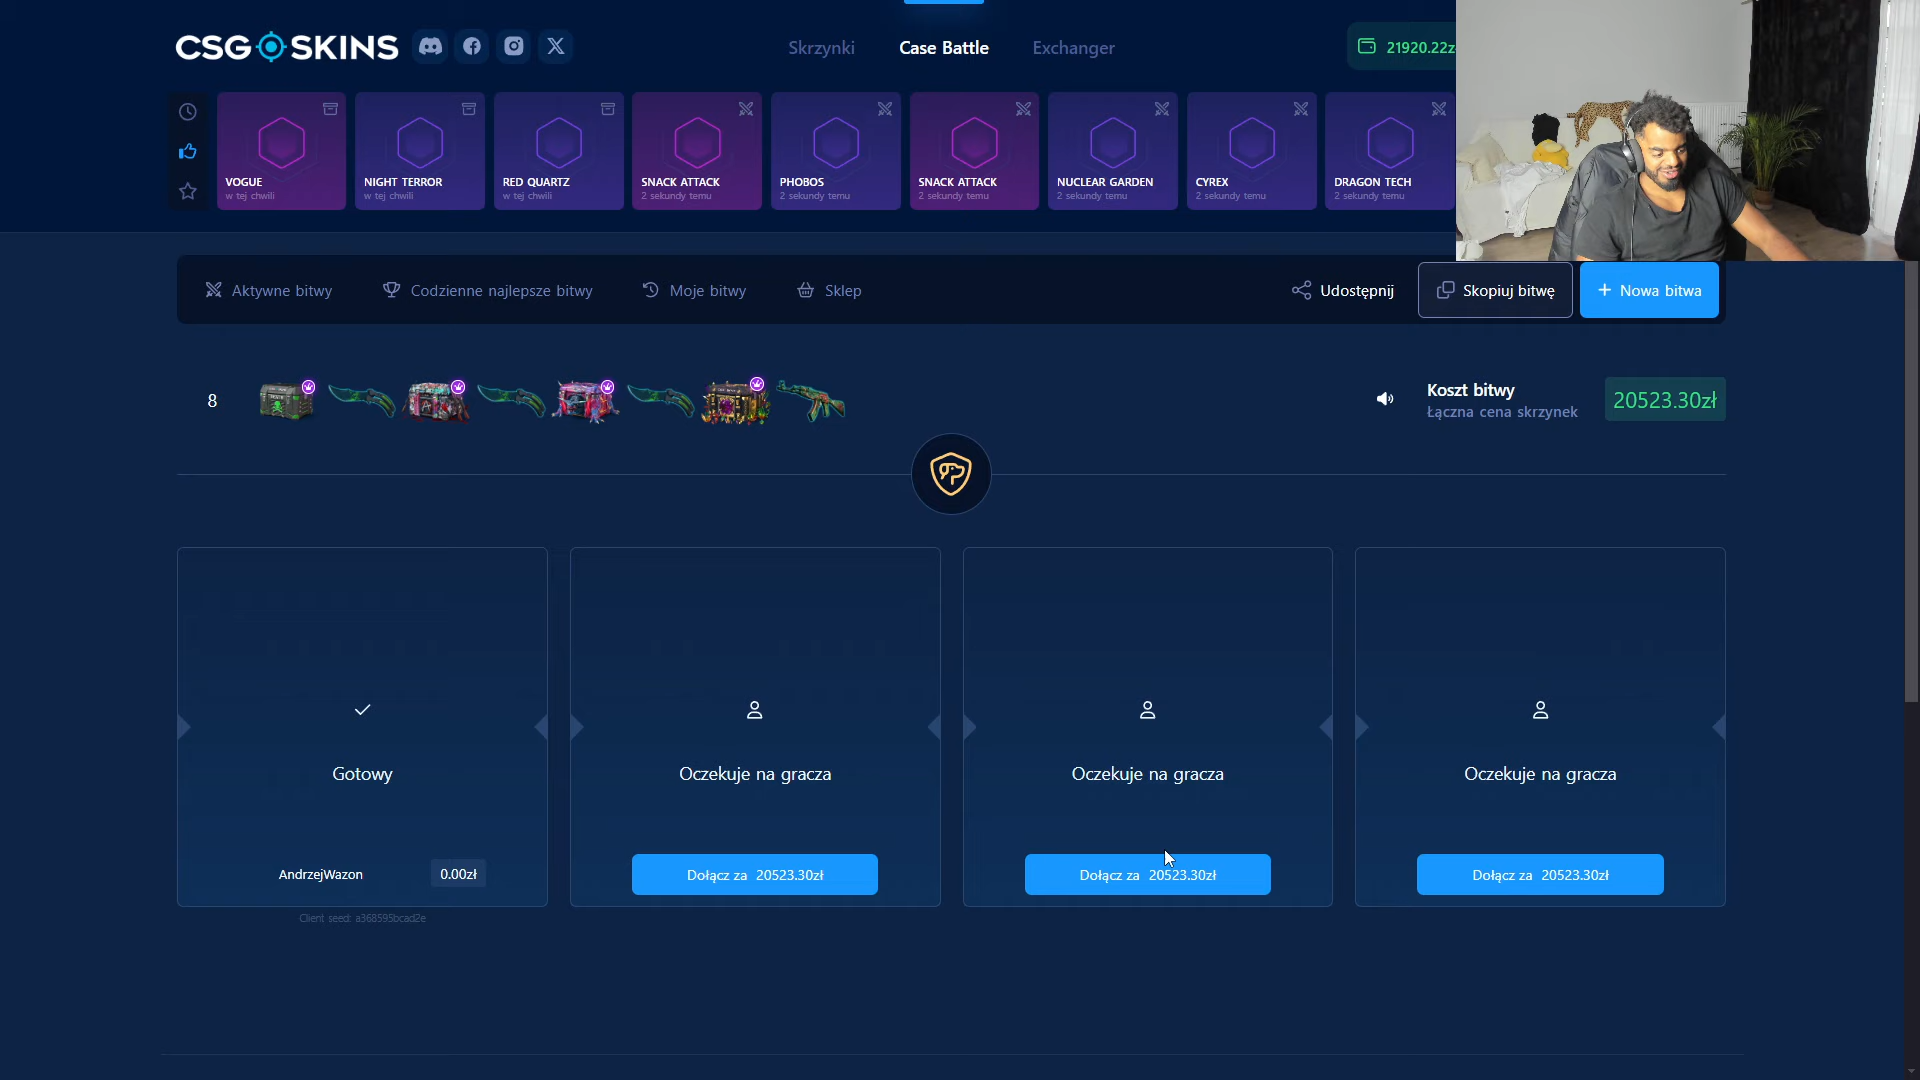 CSGOSKINS
Skrzynki
Case Battle
Exchanger
21920.22z
VOGUE
w tej chwili
NIGHT TERROR
w tej chwili
RED QUARTZ
w tej chwili
SNACK ATTACK
2 sekundy temu
PHOBOS
2 sekundy temu
SNACK ATTACK
2 sekundy temu
NUCLEAR GARDEN
2 sekundy temu
CYREX
2 sekundy temu
DRAGON TECH
2 sekundy temu
Aktywne bitwy
Codzienne najlepsze bitwy
Moje bitwy
Sklep
Udostępnij
Skopiuj bitwę
+ Nowa bitwa
8
Koszt bitwy
Łączna cena skrzynek
20523.30zł
Gotowy
AndrzejWazon
0.00zł
Client seed: a368595bcad2e
Oczekuje na gracza
Dołącz za 20523.30zł
Oczekuje na gracza
Dołącz za 20523.30zł
Oczekuje na gracza
Dołącz za 20523.30zł